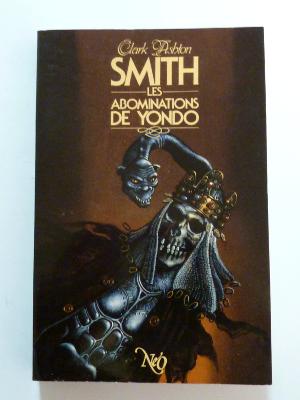 Clark Ashton
SMITH
LES
ABOMINATIONS
DE YONDO
NéO